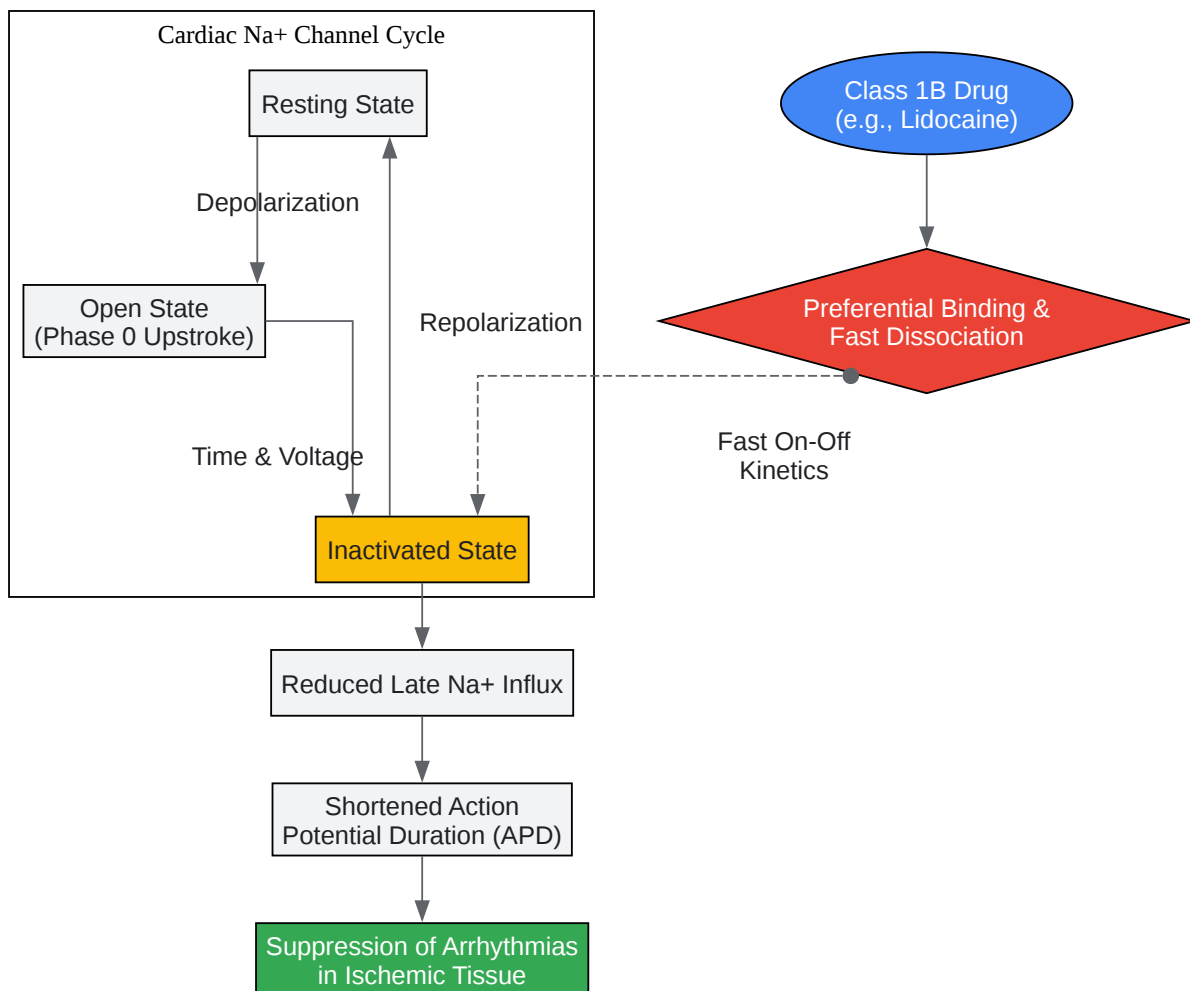 Cardiac Na+ Channel Cycle
Resting State
Class 1B Drug
(e.g., Lidocaine)
Depolarization
Open State
(Phase 0 Upstroke)
Repolarization
Preferential Binding &
Fast Dissociation
Time & Voltage
Fast On-Off
Kinetics
Inactivated State
Reduced Late Na+ Influx
Shortened Action
Potential Duration (APD)
Suppression of Arrhythmias
in Ischemic Tissue